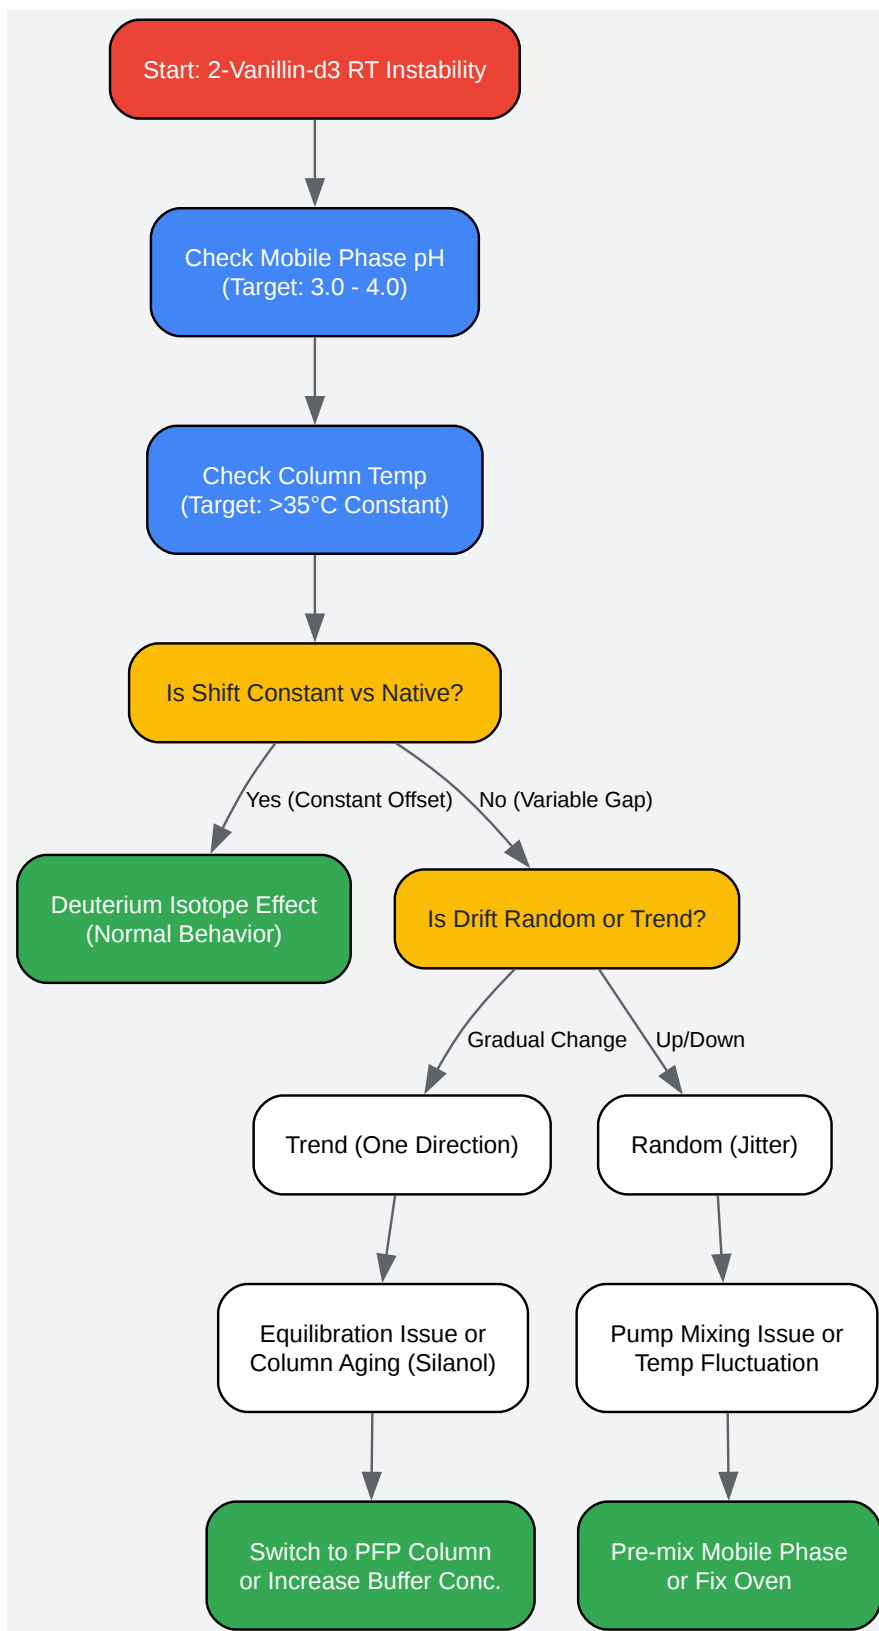 Start: 2-Vanillin-d3 RT Instability
Check Mobile Phase pH
(Target: 3.0 - 4.0)
Check Column Temp
(Target: >35°C Constant)
Is Shift Constant vs Native?
Yes (Constant Offset)
No (Variable Gap)
Deuterium Isotope Effect
(Normal Behavior)
Is Drift Random or Trend?
Gradual Change
Up/Down
Trend (One Direction)
Random (Jitter)
Equilibration Issue or
Column Aging (Silanol)
Pump Mixing Issue or
Temp Fluctuation
Switch to PFP Column
or Increase Buffer Conc.
Pre-mix Mobile Phase
or Fix Oven